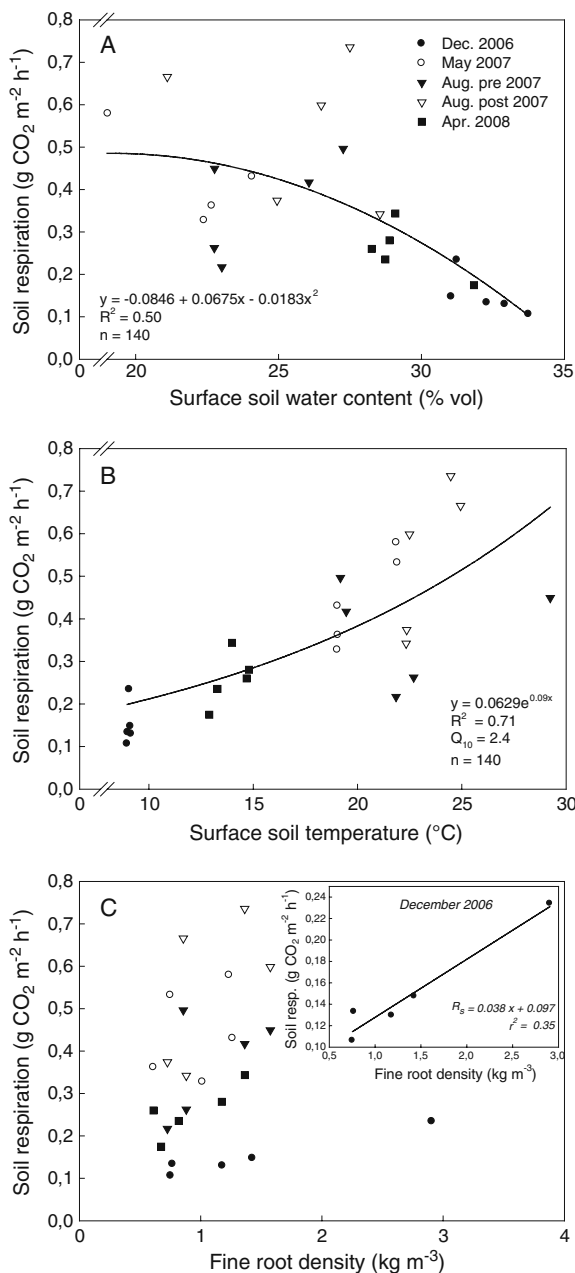 A
Dec. 2006
May 2007
Aug. pre 2007
Aug. post 2007
Apr. 2008
0,8
0,7
0,6
0,5
0,4
0,3
0,2
0,1
0,0
Soil respiration (g CO2 m-2 h-1)
y = -0.0846 + 0.0675x - 0.0183x2
R2 = 0.50
n = 140
0 20 25 30 35
Surface soil water content (% vol)
B
0,8
0,7
0,6
0,5
0,4
0,3
0,2
0,1
0,0
Soil respiration (g CO2 m-2 h-1)
y = 0.0629e0.09x
R2 = 0.71
Q10 = 2.4
n = 140
0 10 15 20 25 30
Surface soil temperature (°C)
C
0,8
0,7
0,6
0,5
0,4
0,3
0,2
0,1
0,0
Soil respiration (g CO2 m-2 h-1)
December 2006
0,24
0,22
0,20
0,18
0,16
0,14
0,12
0,10
Soil resp. (g CO2 m-2 h-1)
Rs = 0.038 x + 0.097
r2 = 0.35
0,5 1,0 1,5 2,0 2,5 3,0
Fine root density (kg m-3)
0 1 2 3 4
Fine root density (kg m-3)